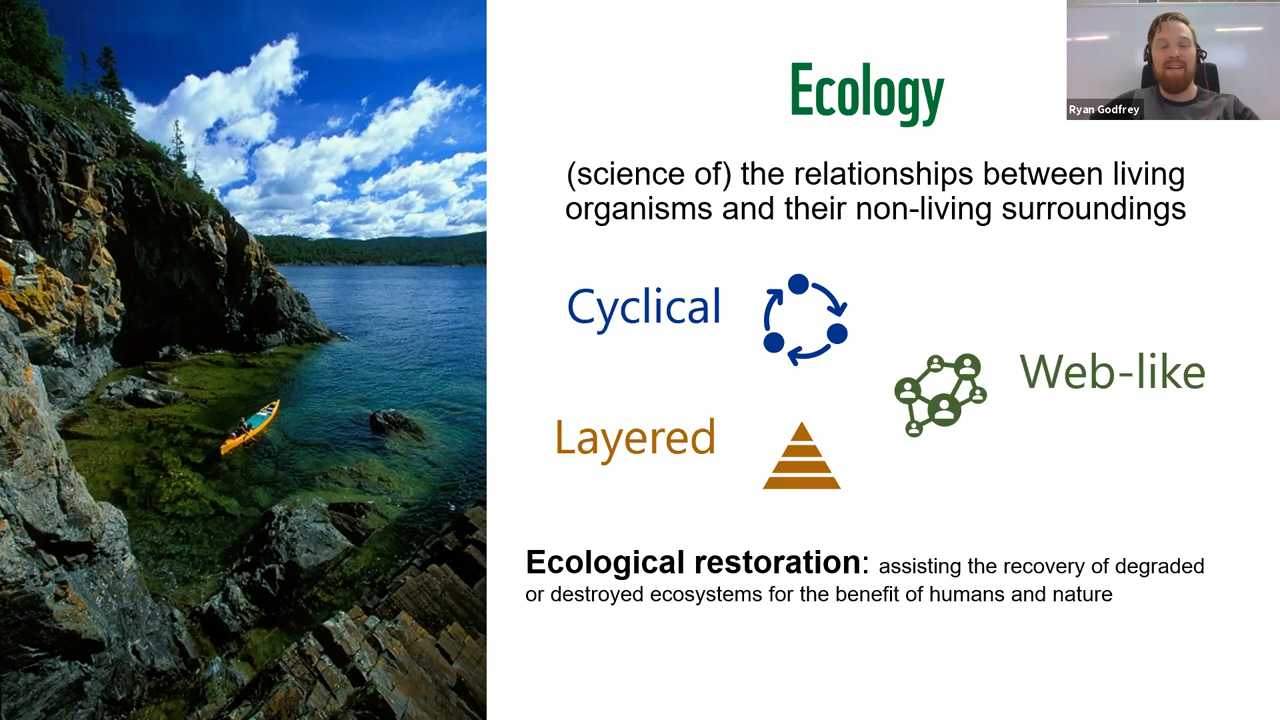 Ecology
Ryan Godfrey
(science of) the relationships between living
organisms and their non-living surroundings
Cyclical
Web-like
Layered
Ecological restoration: assisting the recovery of degraded
or destroyed ecosystems for the benefit of humans and nature